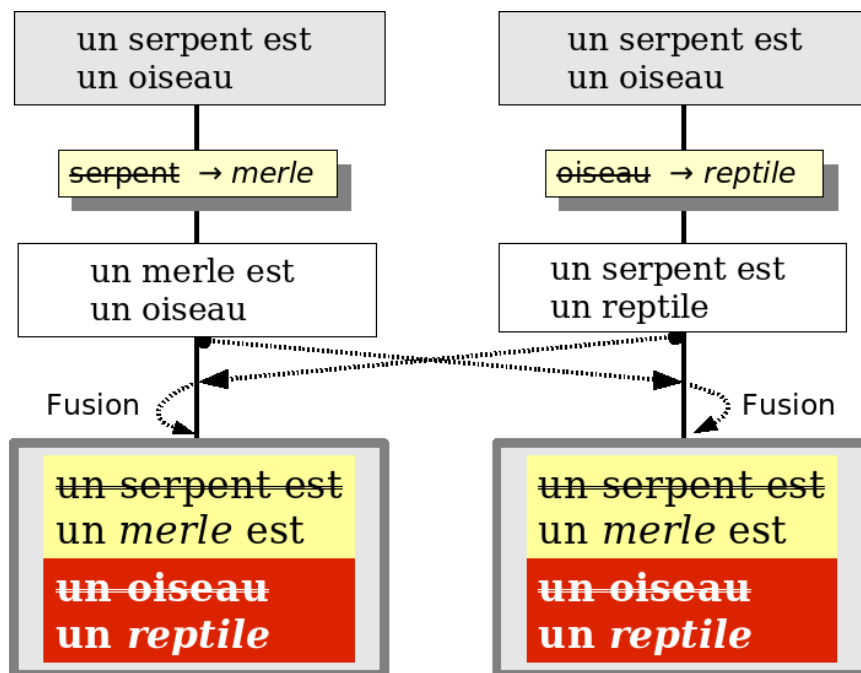 un serpent est
un oiseau
un serpent est
un oiseau
serpent → merle
oiseau → reptile
un merle est
un oiseau
un serpent est
un reptile
Fusion
Fusion
un serpent est
un merle est
un oiseau
un reptile
un serpent est
un merle est
un oiseau
un reptile